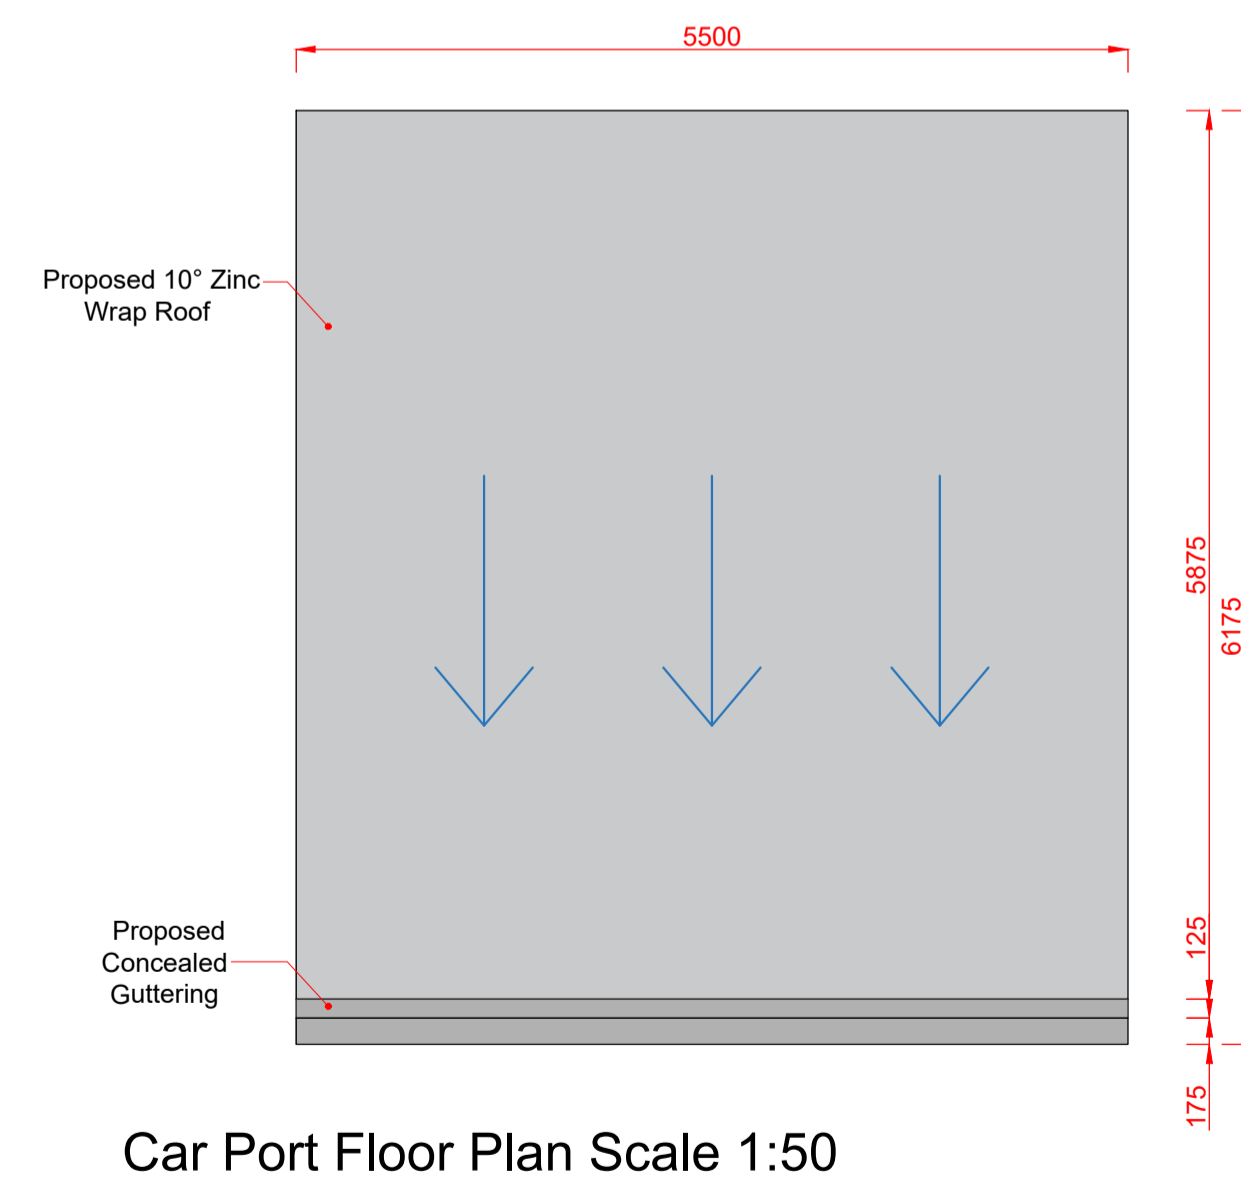 5500
Proposed 10° Zinc
Wrap Roof
5875
6175
Proposed
Concealed
Guttering
125
175
Car Port Floor Plan Scale 1:50